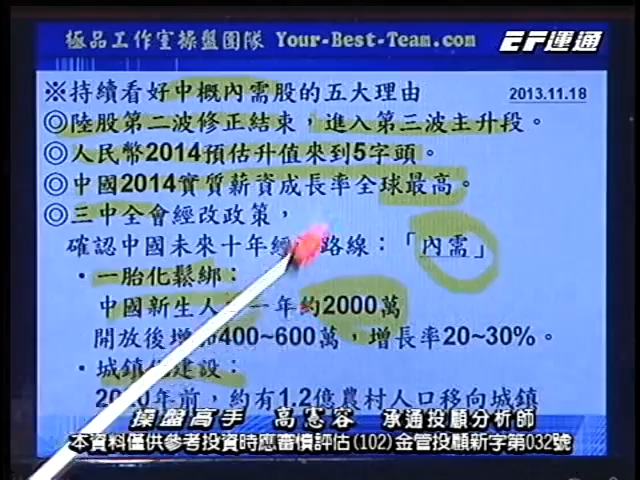 極品工作室操盤團隊 Your-Best-Team.com EF運通
※持續看好中概內需股的五大理由 2013.11.18
◎陸股第二波修正結束，進入第三波主升段。
◎人民幣2014預估升值來到5字頭。
◎中國2014實質薪資成長率全球最高。
◎三中全會經改政策，
確認中國未來十年經 路線：「內需」
·一胎化鬆綁：
中國新生人 一年約2000萬
開放後增 400~600萬，增長率20~30%。
·城鎮 建設：
年前，約有1.2億農村人口移向城鎮
操盤高手 高憲容 承通投顧分析師
本資料僅供參考投資時應審慎評估(102)金管投顧新字第032號